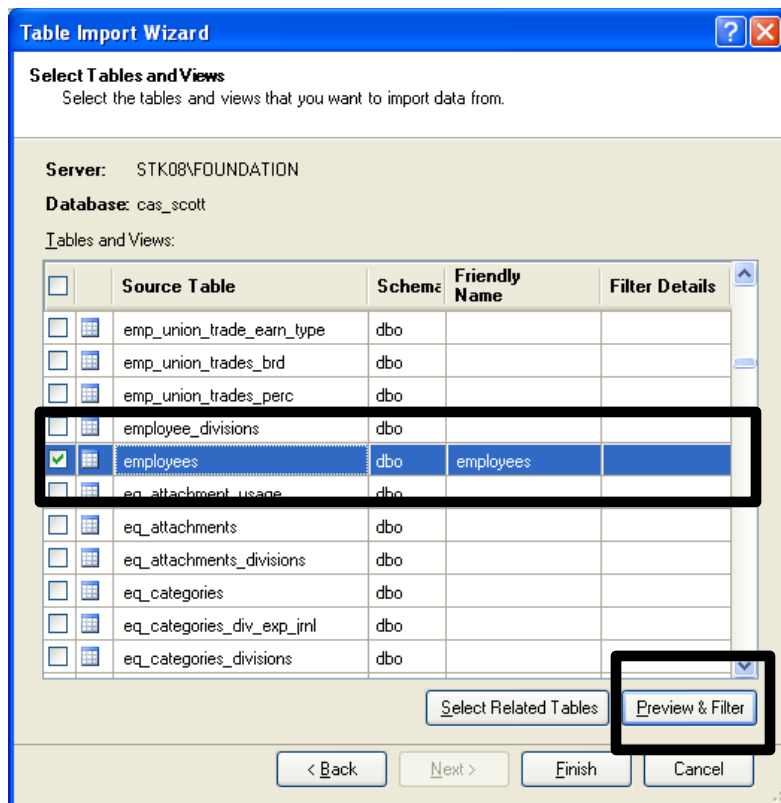 Table Import Wizard
Select Tables and Views
Select the tables and views that you want to import data from.
Server: STK08\FOUNDATION
Database: cas_scott
Tables and Views:
Source Table Schema Friendly Name Filter Details
emp_union_trade_earn_type dbo
emp_union_trades_brd dbo
emp_union_trades_perc dbo
employee_divisions dbo
employees dbo employees
eq_attachment_usage dbo
eq_attachments dbo
eq_attachments_divisions dbo
eq_categories dbo
eq_categories_div_exp_jrnl dbo
eq_categories_divisions dbo
Select Related Tables Preview & Filter
< Back Next > Finish Cancel